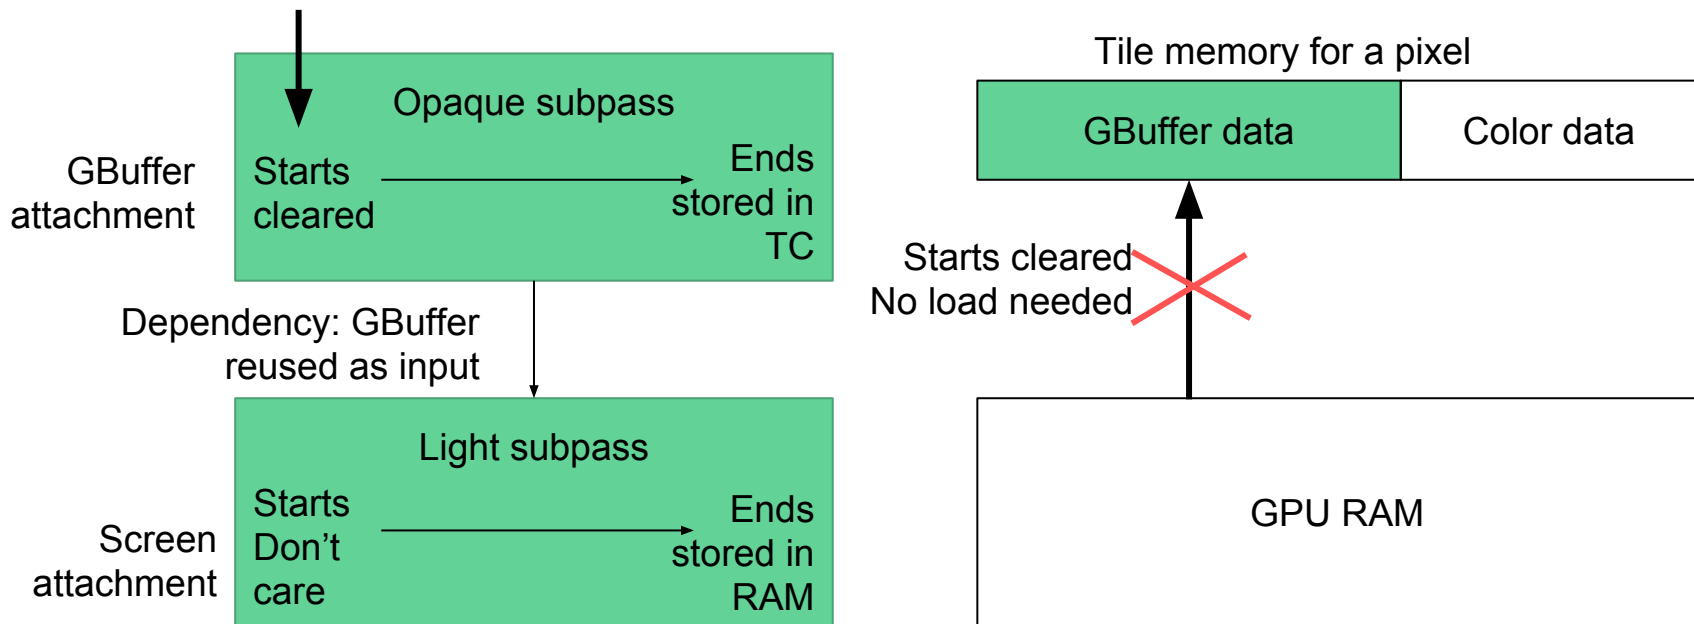 Opaque subpass
GBuffer
attachment
Starts
cleared
Ends
stored in
TC
Dependency: GBuffer
reused as input
Light subpass
Screen
attachment
Starts
Don’t
care
Ends
stored in
RAM
Tile memory for a pixel
GBuffer data
Color data
Starts cleared
No load needed
GPU RAM